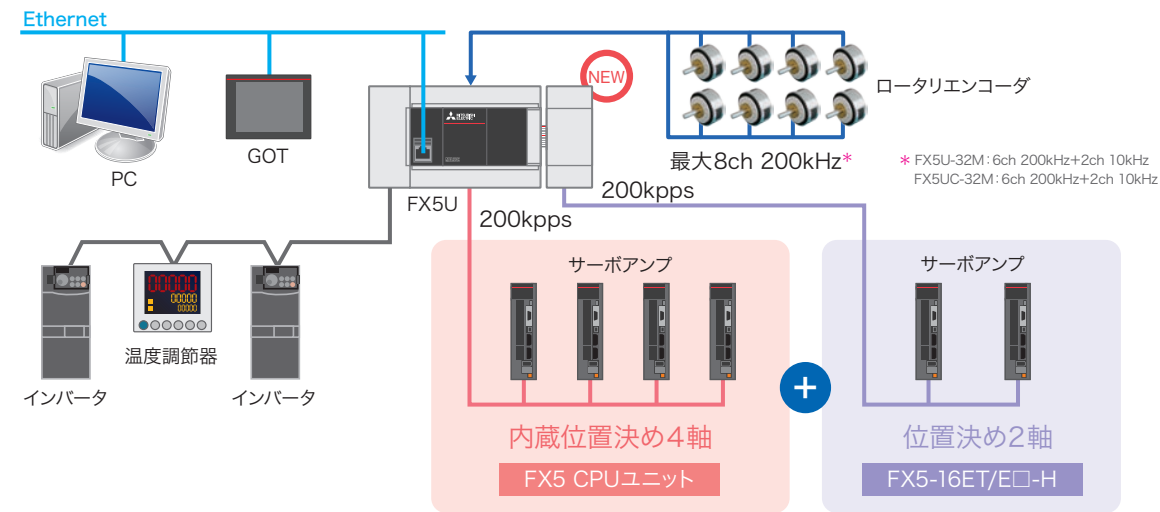 Ethernet
NEW
ロータリエンコーダ
PC
GOT
FX5U
最大8ch 200kHz*
* FX5U-32M:6ch 200kHz+2ch 10kHz
FX5UC-32M:6ch 200kHz+2ch 10kHz
200kpps
200kpps
00000
00000
00000
インバータ
温度調節器
インバータ
サーボアンプ
サーボアンプ
+
内蔵位置決め4軸
FX5 CPUユニット
位置決め2軸
FX5-16ET/E□-H